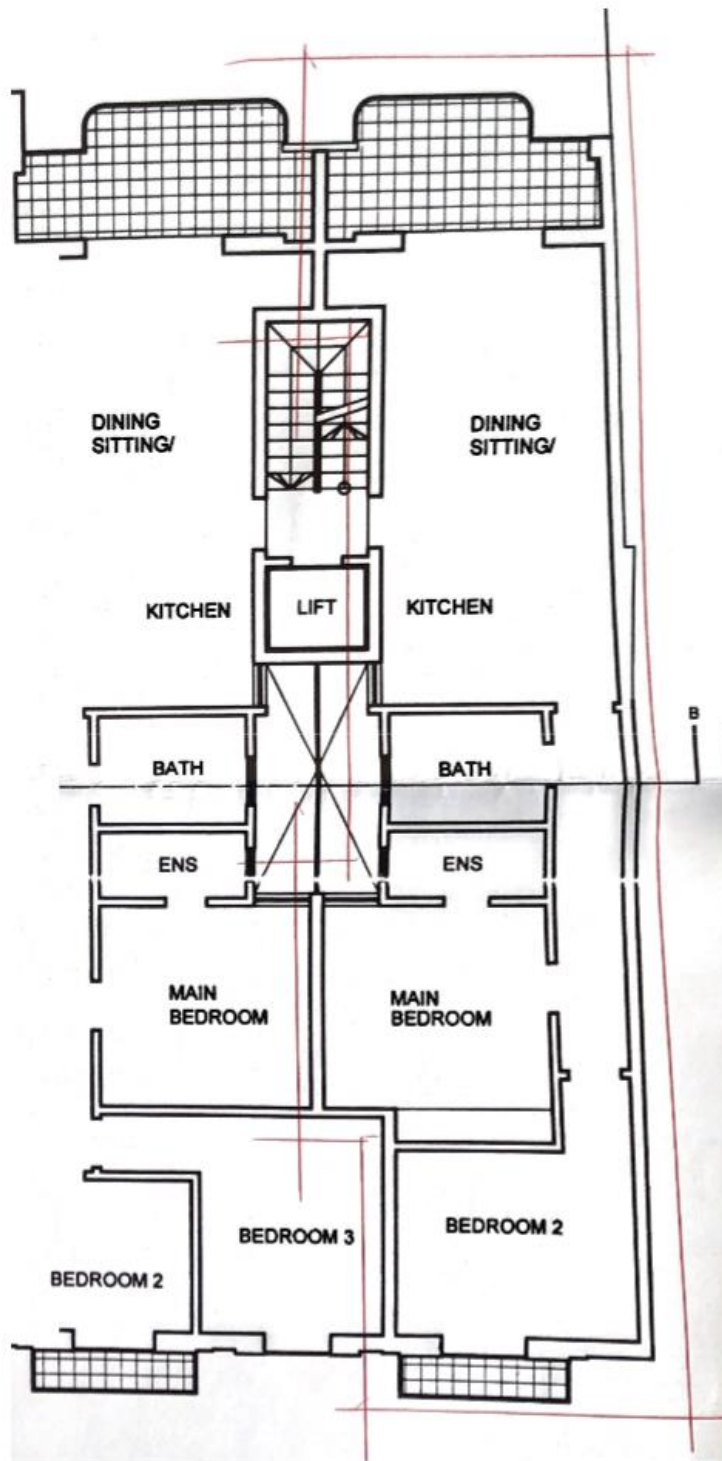 DINING
SITTING/
DINING
SITTING/
KITCHEN
LIFT
KITCHEN
B
BATH
BATH
ENS
ENS
MAIN
BEDROOM
MAIN
BEDROOM
BEDROOM 3
BEDROOM 2
BEDROOM 2